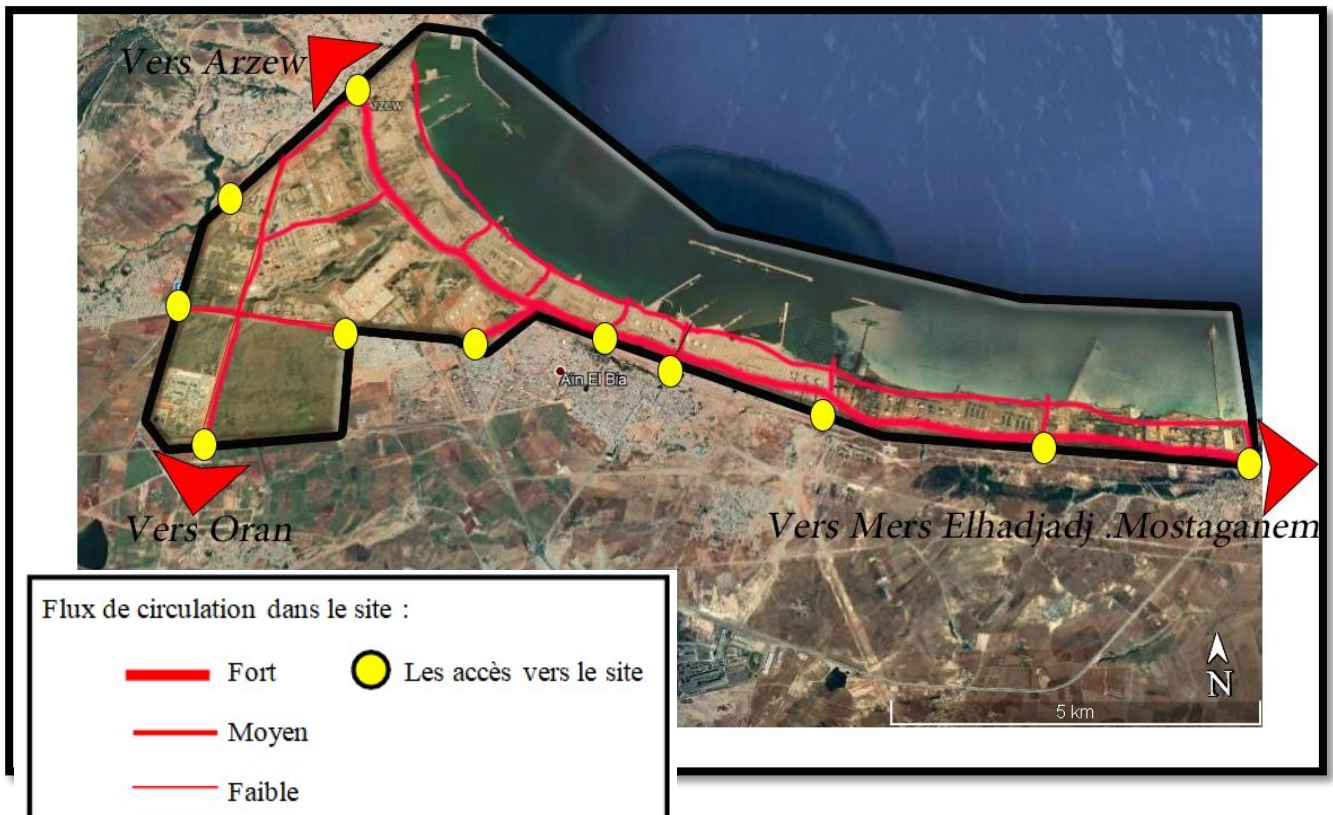 Vers Arzew
Arzew
Aïn El Bia
Vers Oran
Vers Mers Elhadjadj .Mostaganem
N
5 km
Flux de circulation dans le site :
Fort
Les accès vers le site
Moyen
Faible